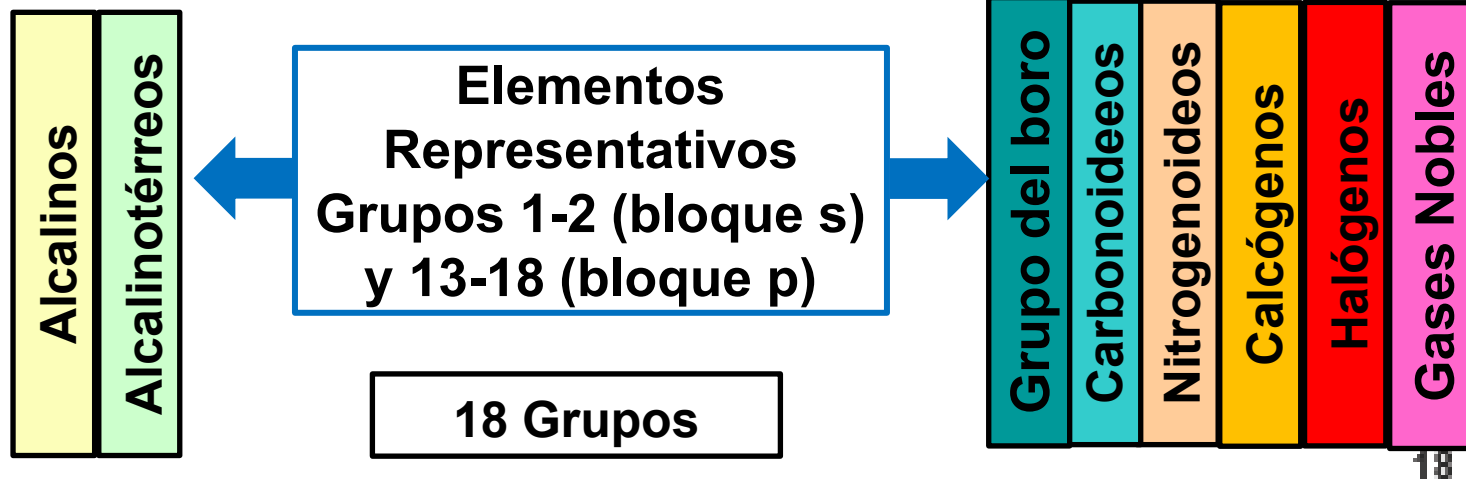 Alcalinos
Alcalinotérreos
Elementos
Representativos
Grupos 1-2 (bloque s)
y 13-18 (bloque p)
18 Grupos
Grupo del boro
Carbonoideeos
Nitrogenoideos
Calcógenos
Halógenos
Gases Nobles
18